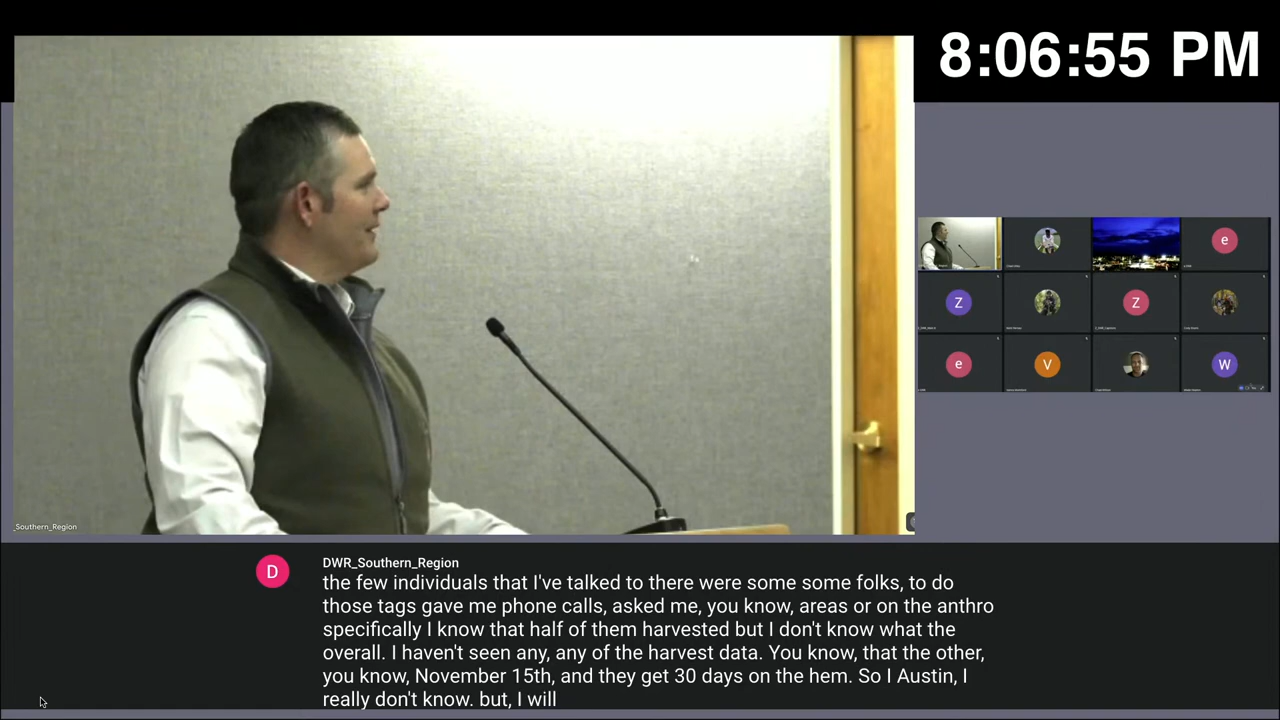 8:06:55 PM
e
Z
Z
e
V
W
_Southern_Region
D
DWR_Southern_Region
the few individuals that I've talked to there were some some folks, to do
those tags gave me phone calls, asked me, you know, areas or on the anthro
specifically I know that half of them harvested but I don't know what the
overall. I haven't seen any, any of the harvest data. You know, that the other,
you know, November 15th, and they get 30 days on the hem. So I Austin, I
really don't know. but, I will